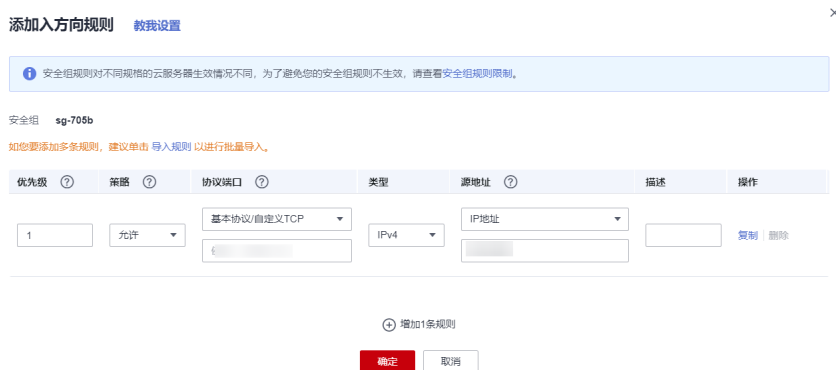 添加入方向规则 教我设置
安全组规则对不同规格的云服务器生效情况不同，为了避免您的安全组规则不生效，请查看安全组规则限制。
安全组 sg-705b
如您要添加多条规则，建议单击 导入规则 以进行批量导入。
优先级 策略 协议端口 类型 源地址 描述 操作
1 允许 基本协议/自定义TCP IPv4 IP地址 复制 删除
增加1条规则
确定 取消